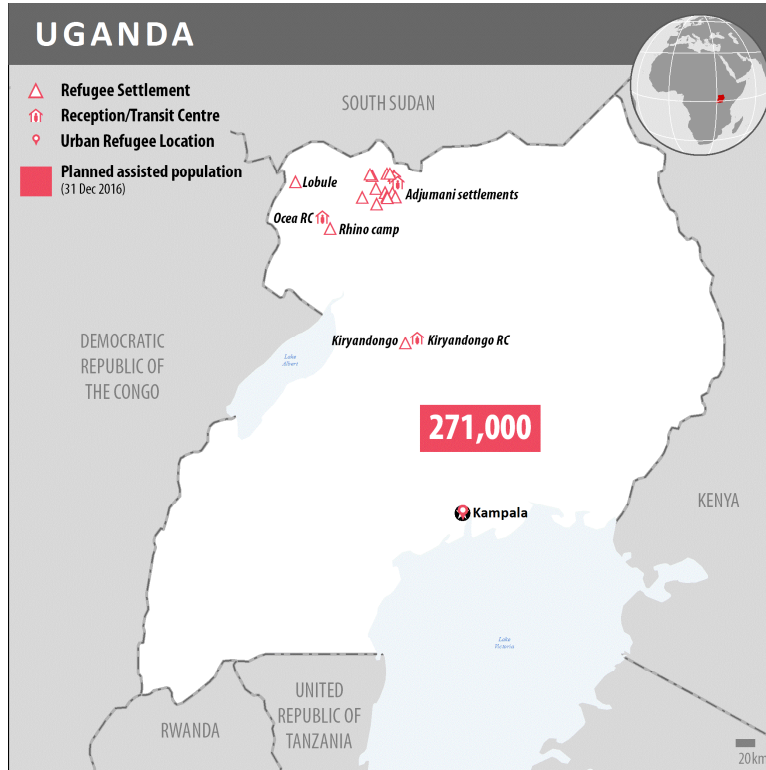 UGANDA
Refugee Settlement
Reception/Transit Centre
Urban Refugee Location
Planned assisted population
(31 Dec 2016)
SOUTH SUDAN
Lobule
Adjumani settlements
Ocea RC
Rhino camp
DEMOCRATIC
REPUBLIC OF
THE CONGO
Lake
Albert
Kiryandongo
Kiryandongo RC
271,000
KENYA
Kampala
Lake
Victoria
UNITED
REPUBLIC OF
TANZANIA
RWANDA
20km